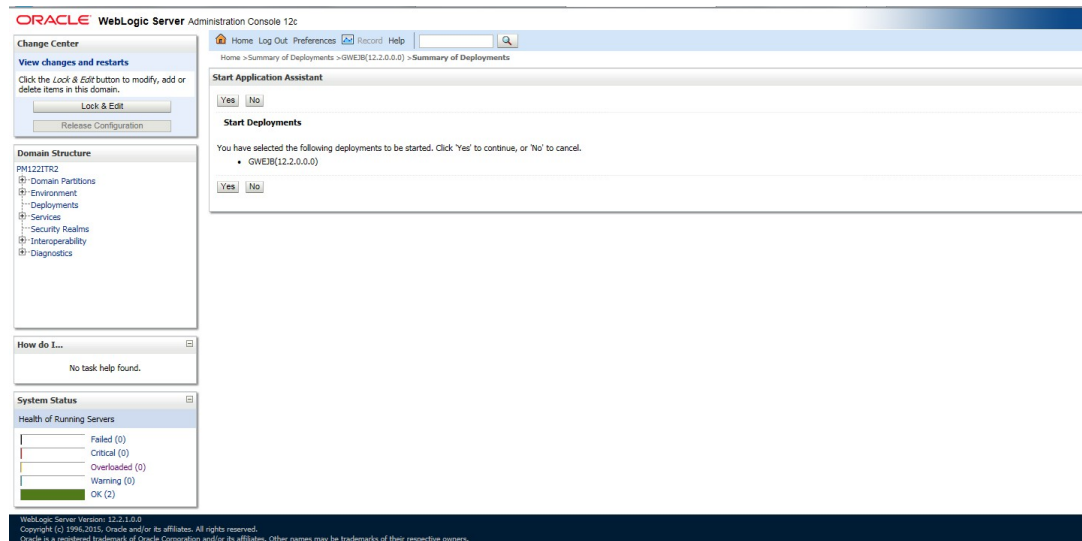 ORACLE WebLogic Server Administration Console 12c
Change Center
View changes and restarts
Click the Lock & Edit button to modify, add or
delete items in this domain.
Lock & Edit
Release Configuration
Domain Structure
PM122ITR2
Domain Partitions
Environment
Deployments
Services
Security Realms
Interoperability
Diagnostics
How do I...
No task help found.
System Status
Health of Running Servers
Failed (0)
Critical (0)
Overloaded (0)
Warning (0)
OK (2)
Home Log Out Preferences Record Help
Home >Summary of Deployments >GWEJB(12.2.0.0.0) >Summary of Deployments
Start Application Assistant
Yes No
Start Deployments
You have selected the following deployments to be started. Click 'Yes' to continue, or 'No' to cancel.
• GWEJB(12.2.0.0.0)
Yes No
WebLogic Server Version: 12.2.1.0.0
Copyright (c) 1996,2015, Oracle and/or its affiliates. All rights reserved.
Oracle is a registered trademark of Oracle Corporation and/or its affiliates. Other names may be trademarks of their respective owners.